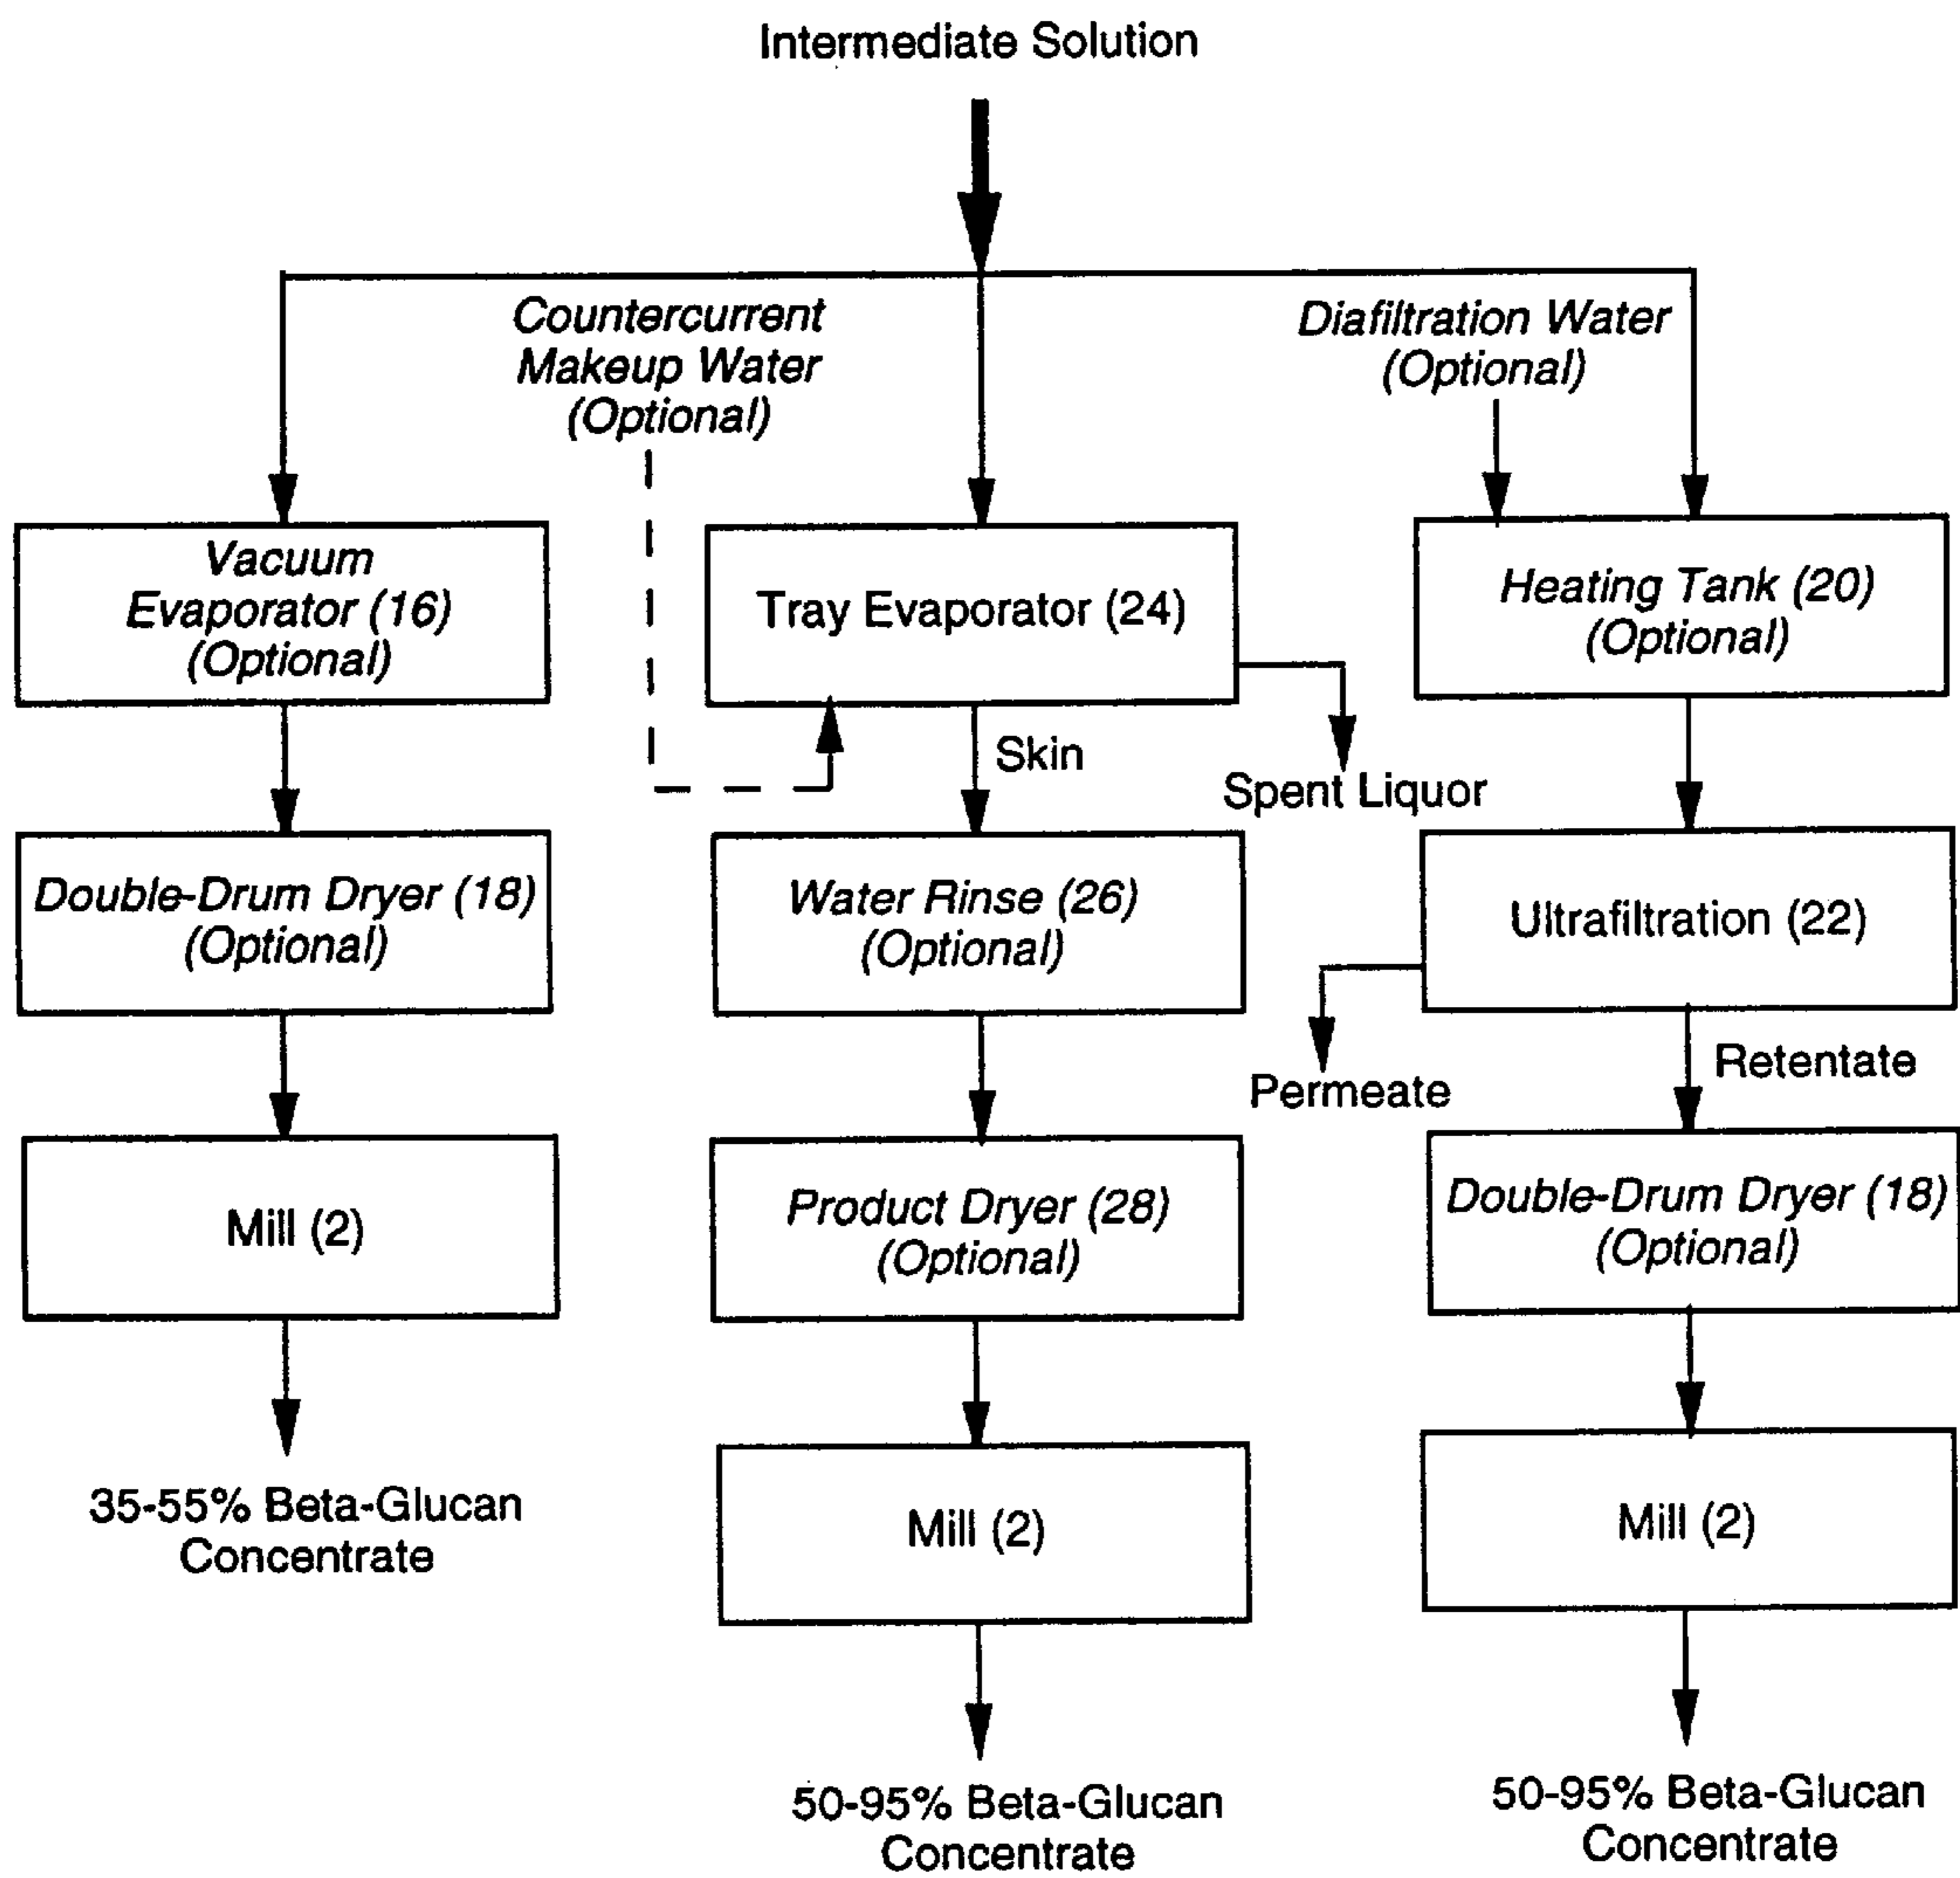 Intermediate Solution
Countercurrent
Makeup Water
(Optional)
Diafiltration Water
(Optional)
Vacuum
Evaporator (16)
(Optional)
Tray Evaporator (24)
Heating Tank (20)
(Optional)
Skin
Spent Liquor
Double-Drum Dryer (18)
(Optional)
Water Rinse (26)
(Optional)
Ultrafiltration (22)
Permeate
Retentate
Mill (2)
Product Dryer (28)
(Optional)
Double-Drum Dryer (18)
(Optional)
35-55% Beta-Glucan
Concentrate
Mill (2)
Mill (2)
50-95% Beta-Glucan
Concentrate
50-95% Beta-Glucan
Concentrate